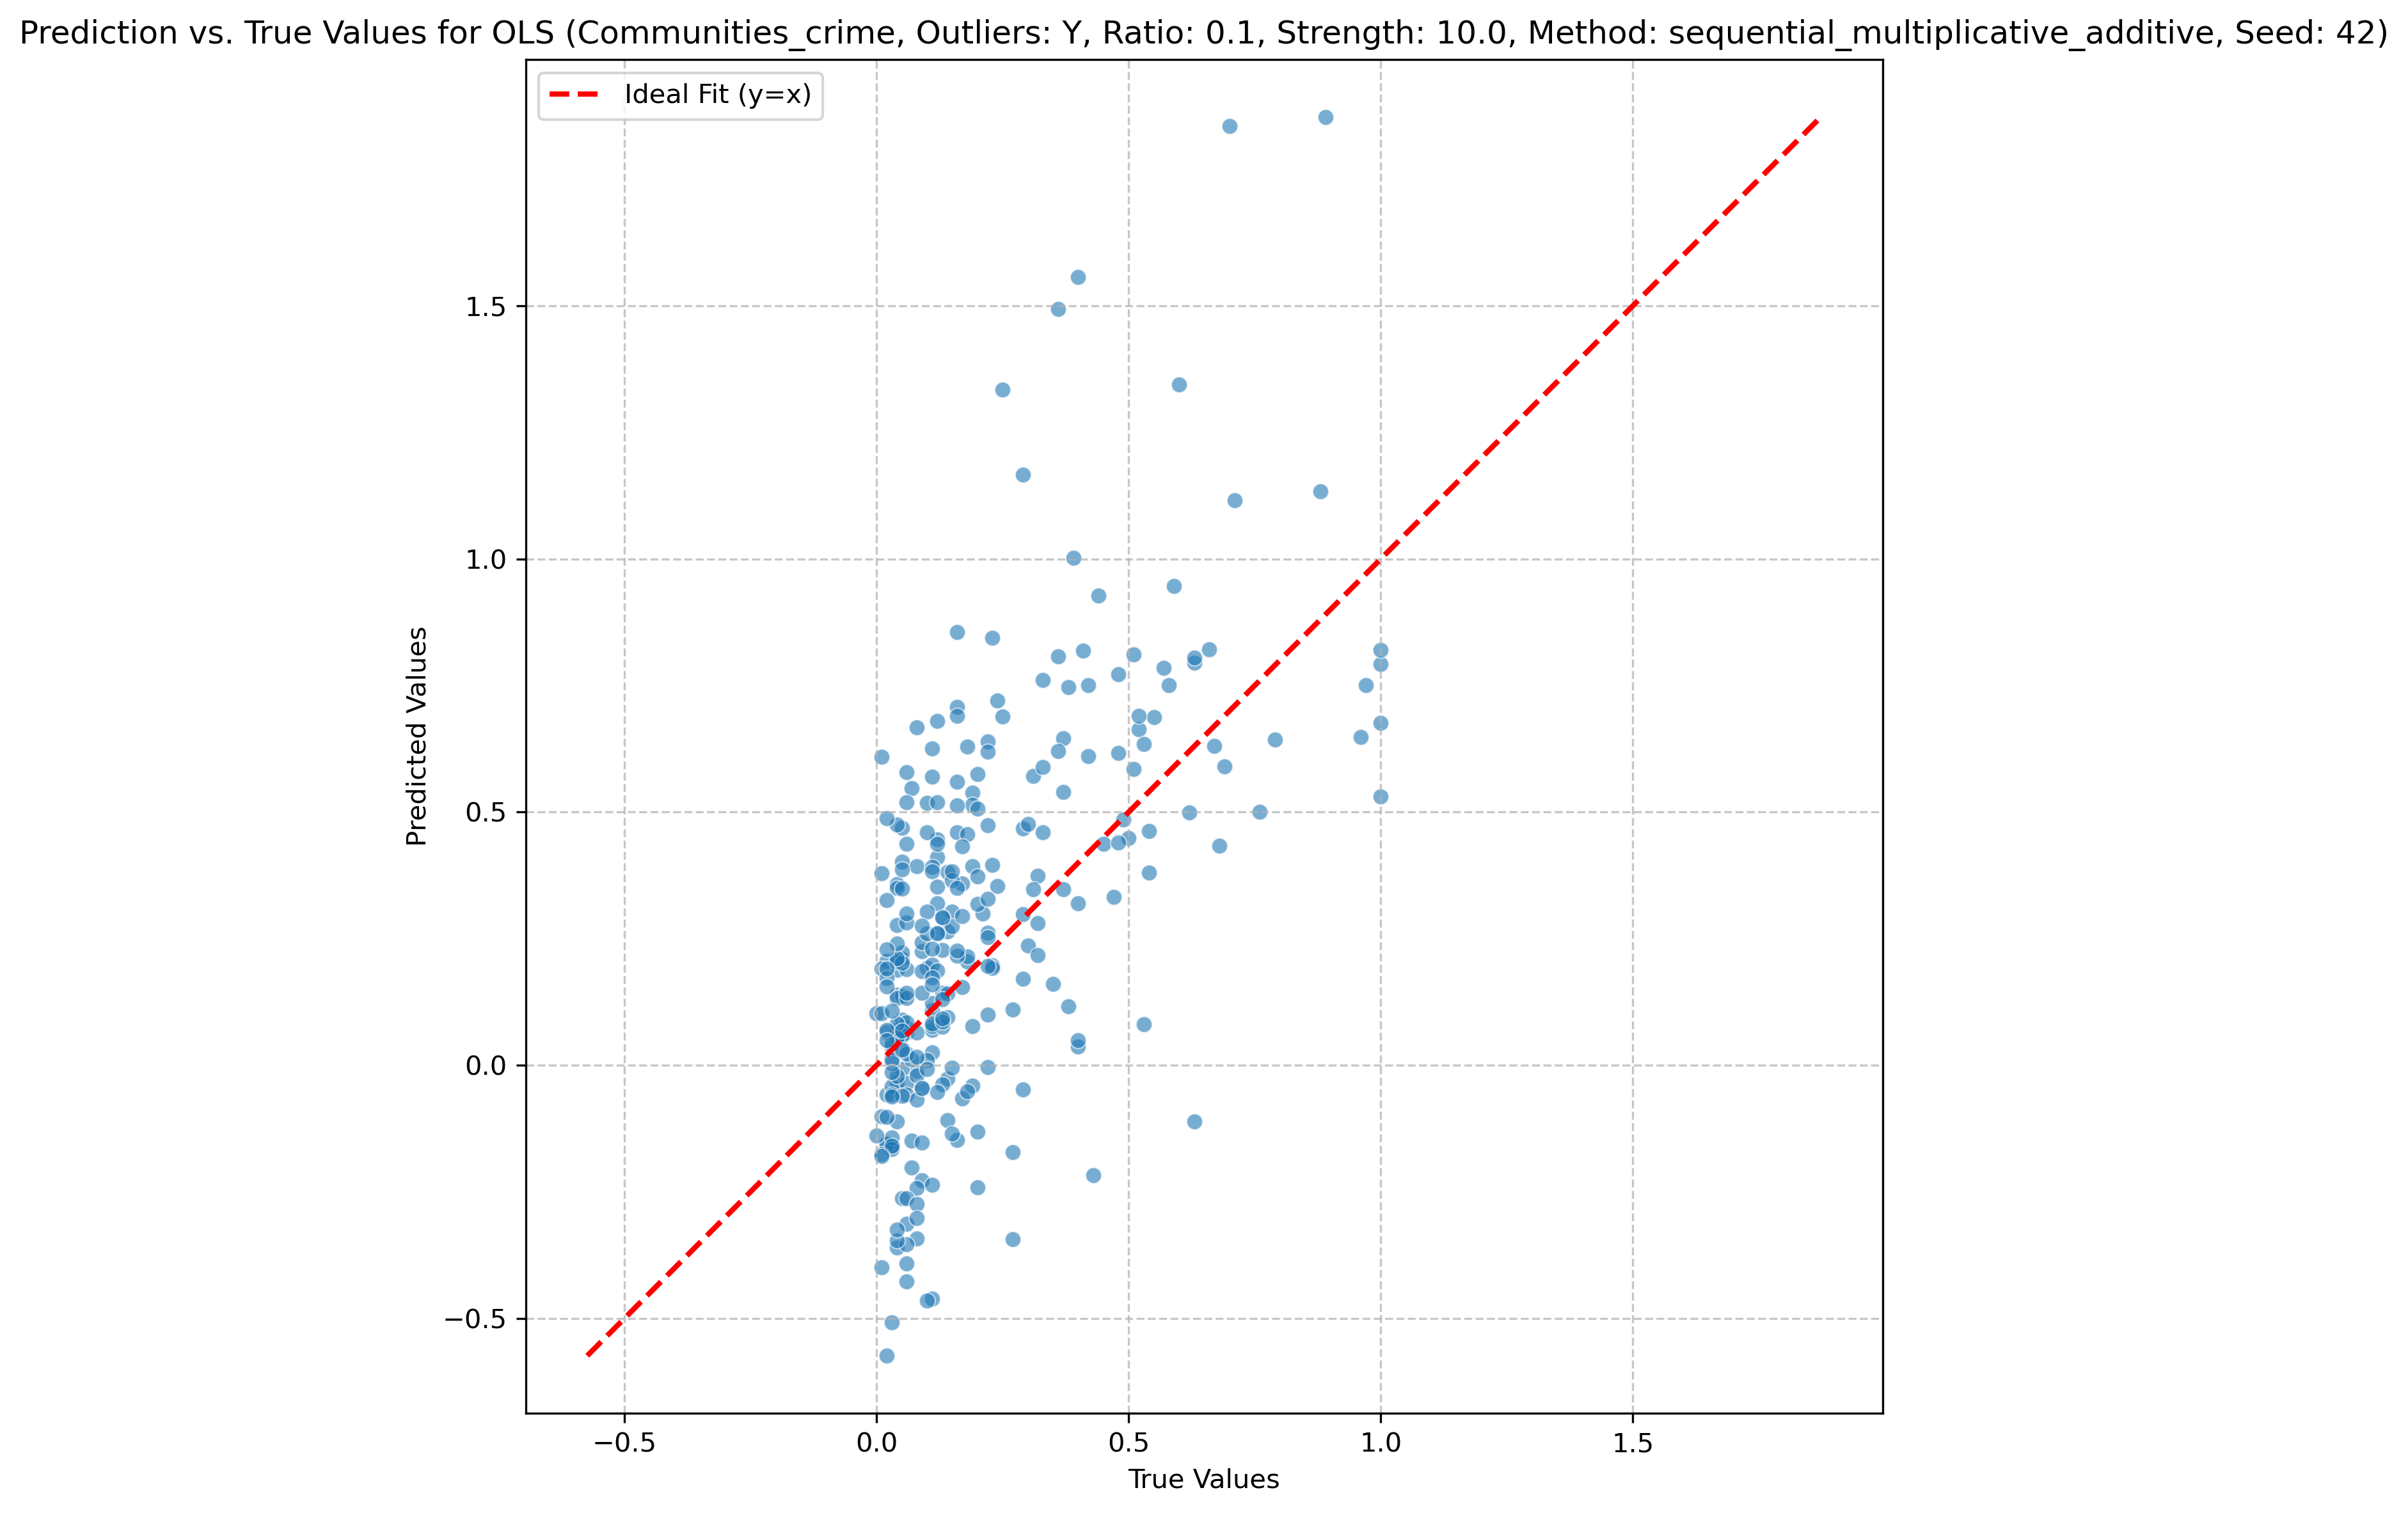 Prediction vs. True Values for OLS (Communities_crime, Outliers: Y, Ratio: 0.1, Strength: 10.0, Method: sequential_multiplicative_additive, Seed: 42)
Ideal Fit (y=x)
1.5
1.0
0.5
0.0
−0.5
Predicted Values
−0.5
0.0
0.5
1.0
1.5
True Values